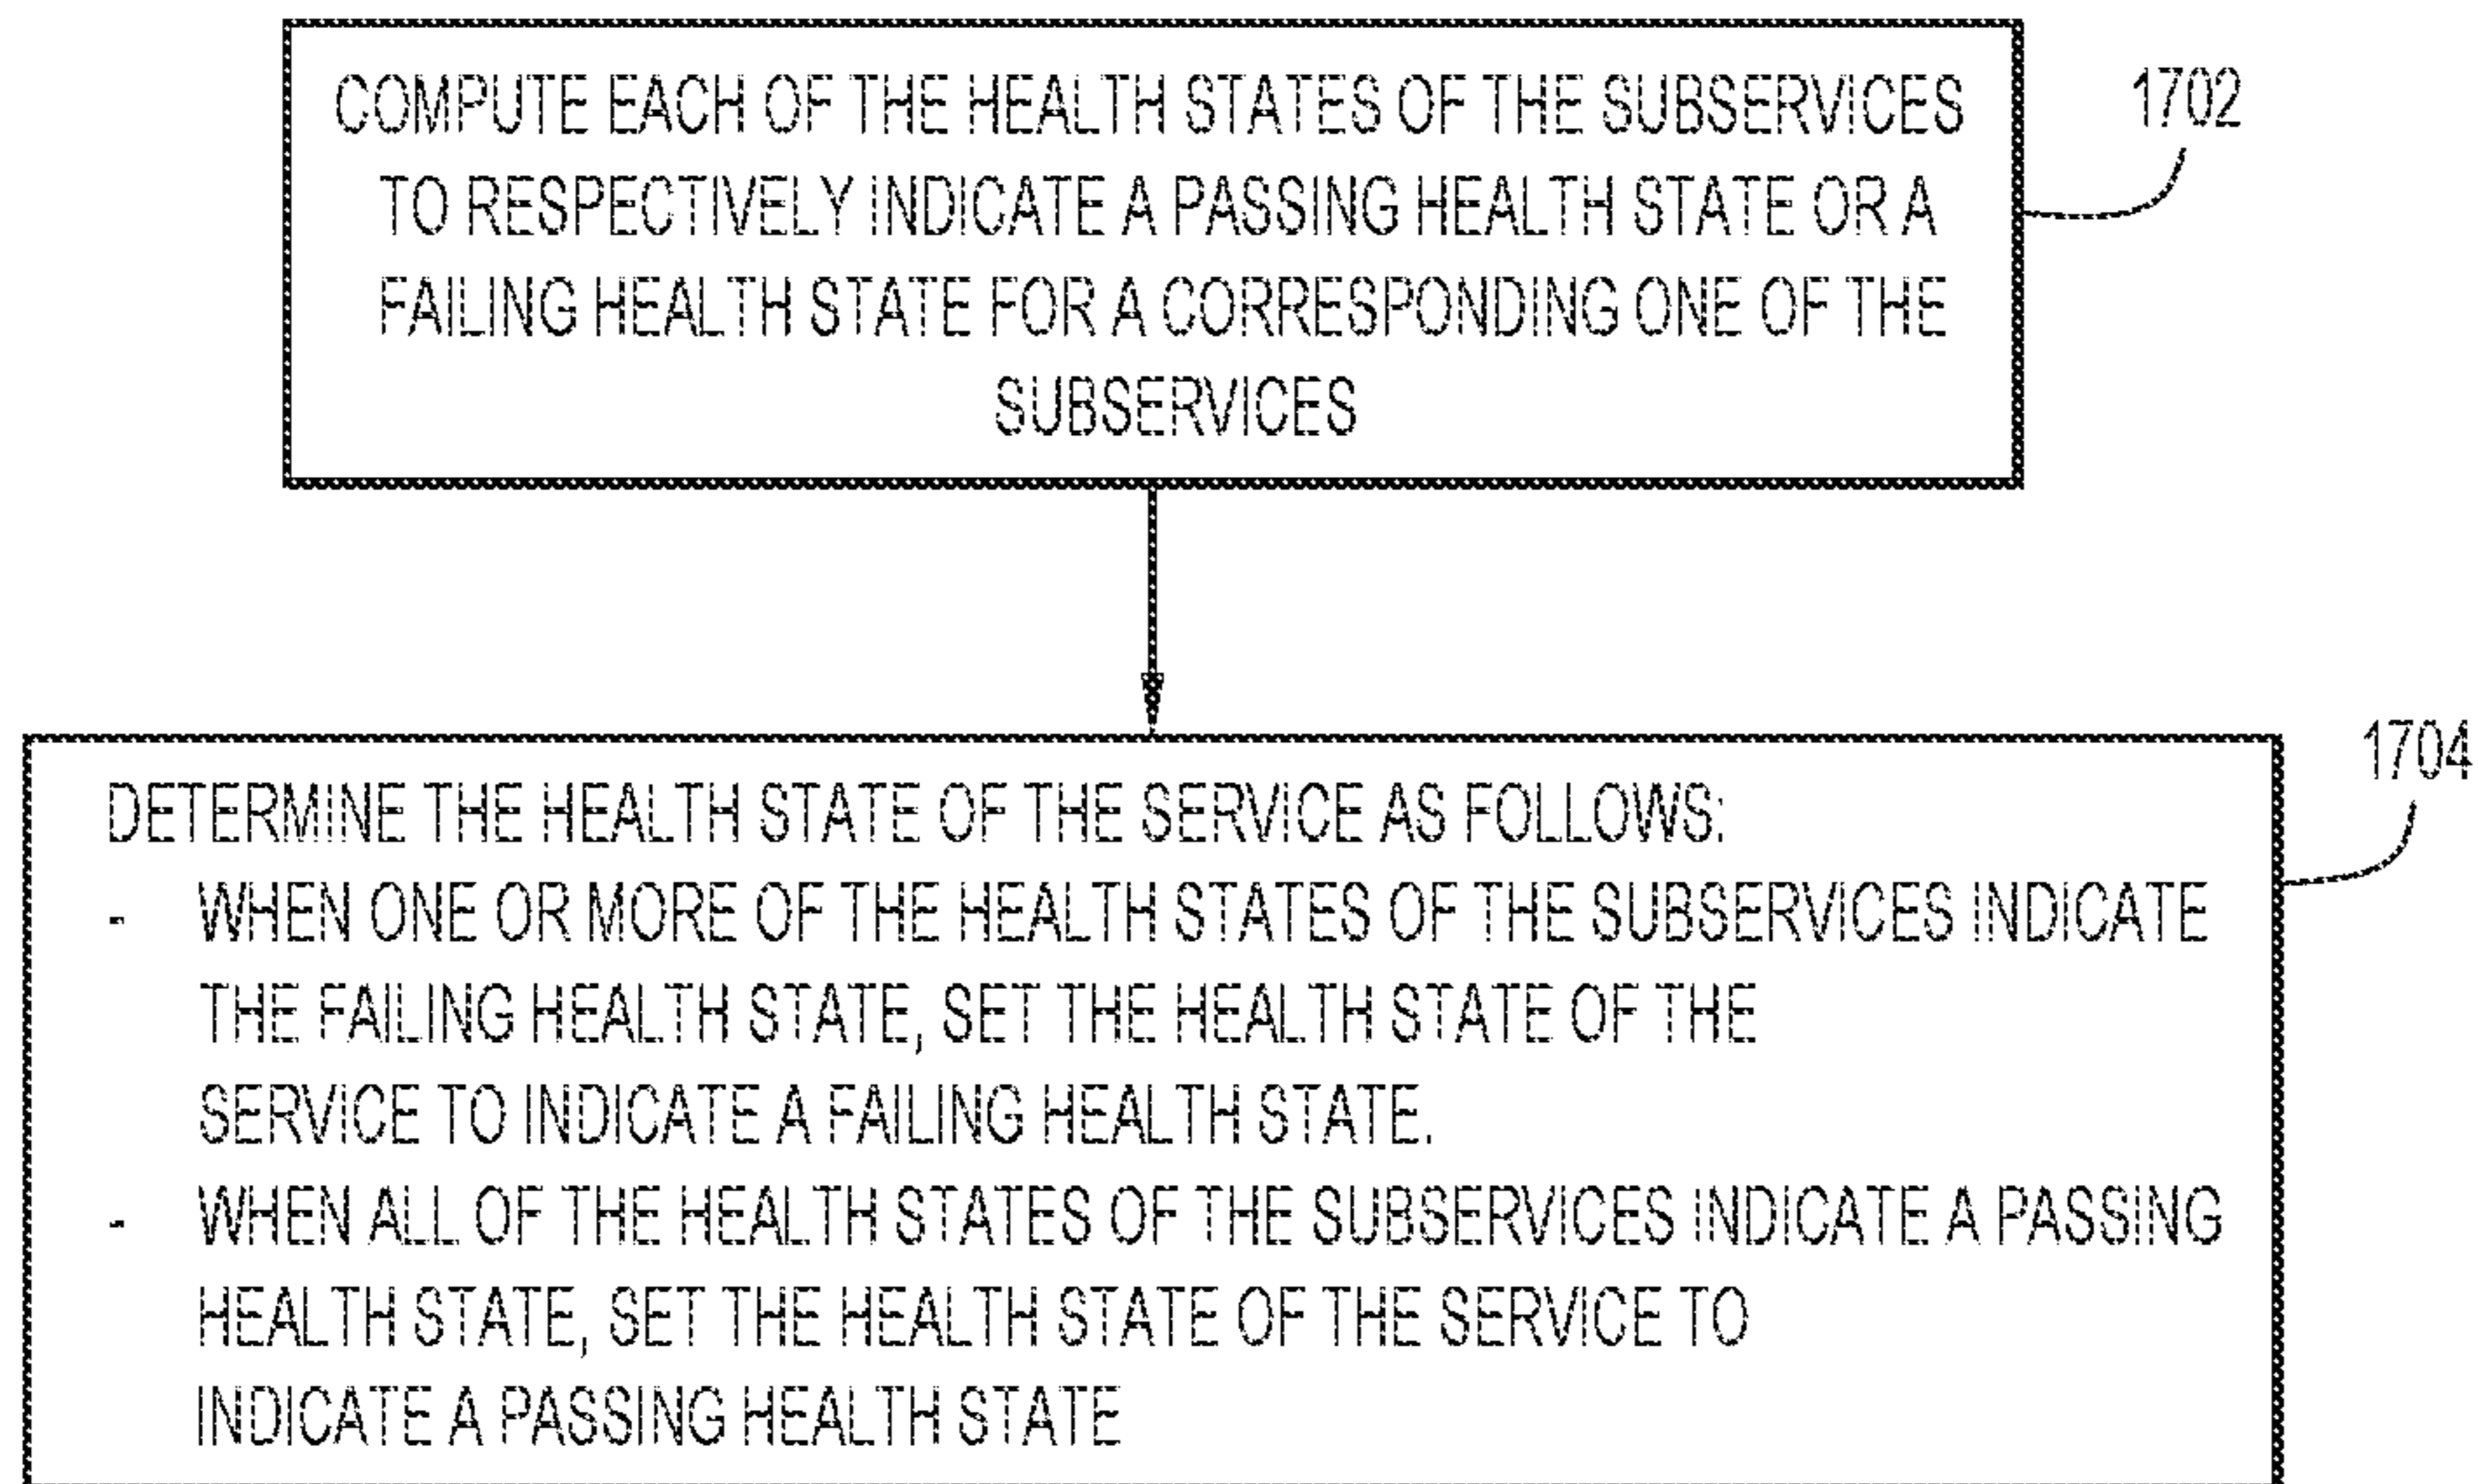 COMPUTE EACH OF THE HEALTH STATES OF THE SUBSERVICES
TO RESPECTIVELY INDICATE A PASSING HEALTH STATE OR A
FAILING HEALTH STATE FOR A CORRESPONDING ONE OF THE
SUBSERVICES
1702
1704
DETERMINE THE HEALTH STATE OF THE SERVICE AS FOLLOWS:
- WHEN ONE OR MORE OF THE HEALTH STATES OF THE SUBSERVICES INDICATE
THE FAILING HEALTH STATE, SET THE HEALTH STATE OF THE
SERVICE TO INDICATE A FAILING HEALTH STATE.
- WHEN ALL OF THE HEALTH STATES OF THE SUBSERVICES INDICATE A PASSING
HEALTH STATE, SET THE HEALTH STATE OF THE SERVICE TO
INDICATE A PASSING HEALTH STATE